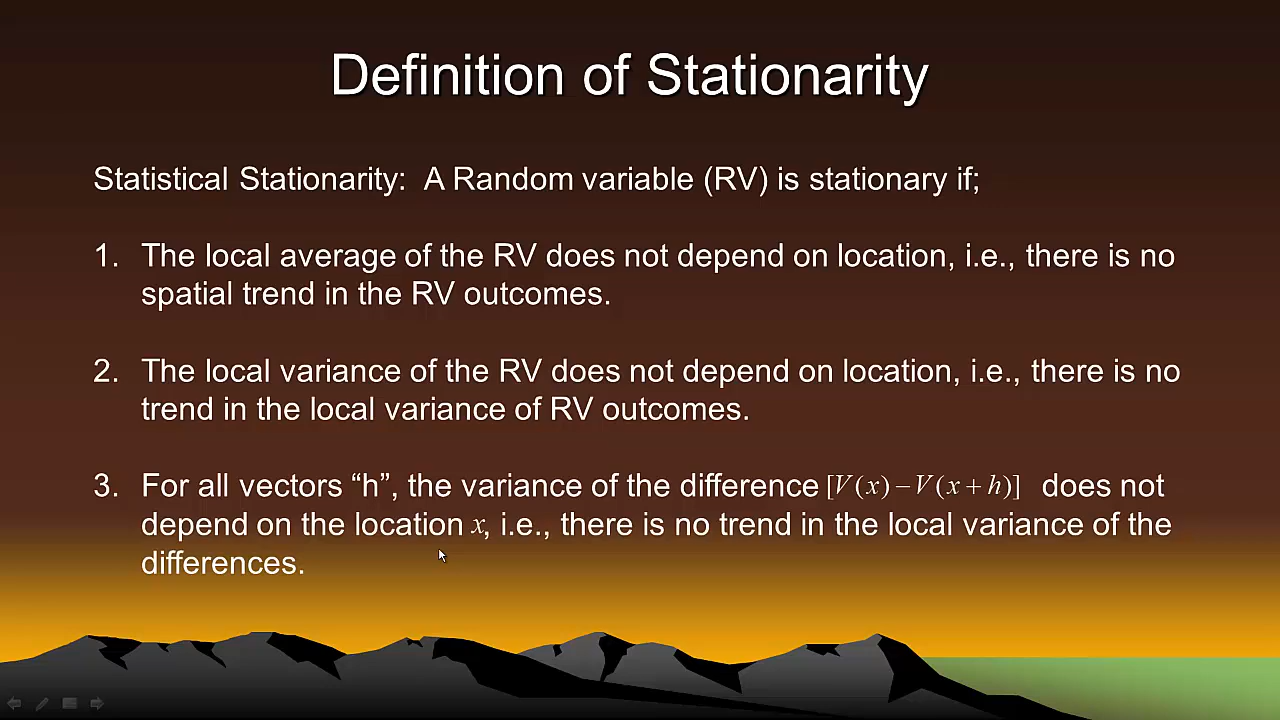 Definition of Stationarity
Statistical Stationarity: A Random variable (RV) is stationary if;
1. The local average of the RV does not depend on location, i.e., there is no
spatial trend in the RV outcomes.
2. The local variance of the RV does not depend on location, i.e., there is no
trend in the local variance of RV outcomes.
3. For all vectors “h”, the variance of the difference [V(x) – V(x + h)] does not
depend on the location x, i.e., there is no trend in the local variance of the
differences.